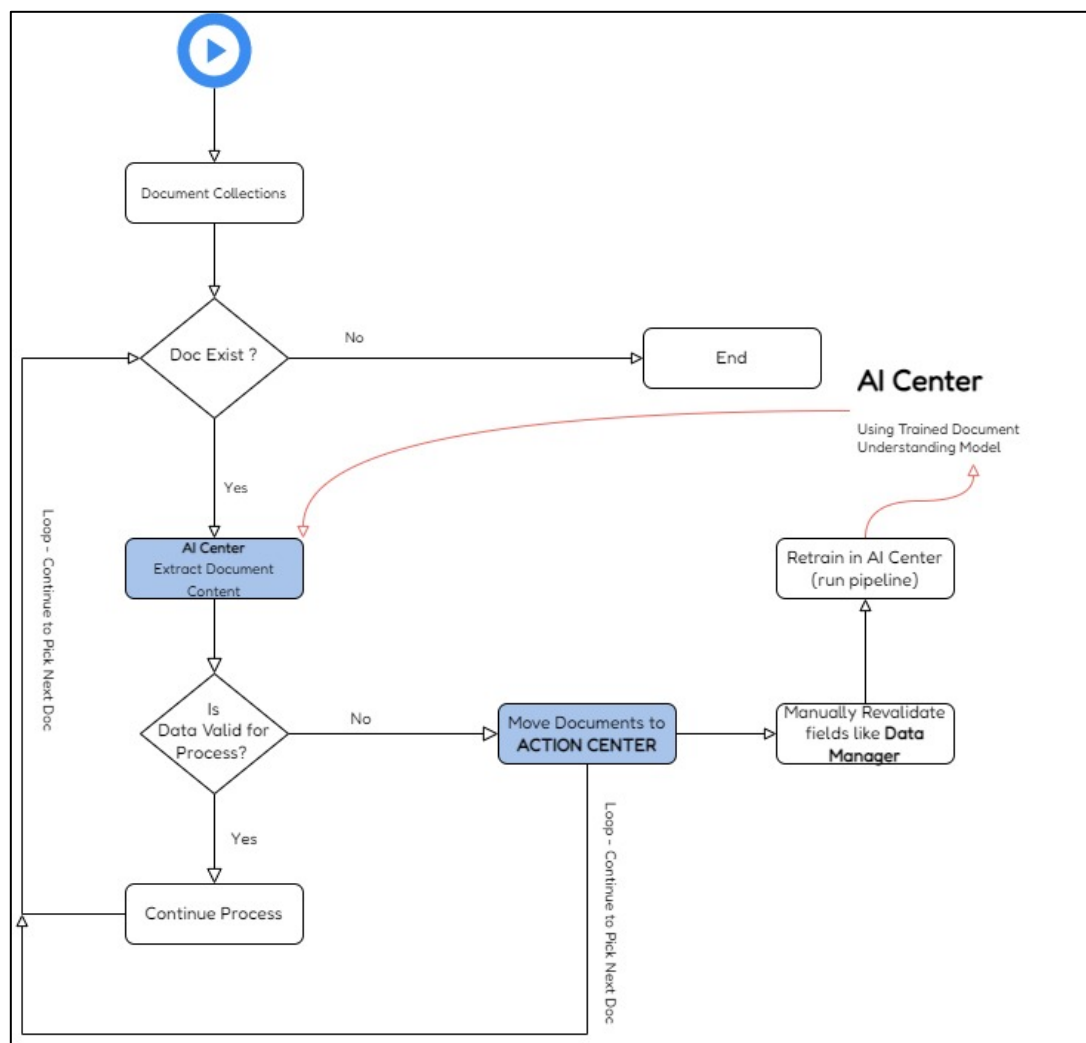 Document Collections
Doc Exist ?
No
End
AI Center
Using Trained Document
Understanding Model
Yes
AI Center
Extract Document
Content
Retrain in AI Center
(run pipeline)
Loop - Continue to Pick Next Doc
Is
Data Valid for
Process?
No
Move Documents to
ACTION CENTER
Manually Revalidate
fields like Data
Manager
Yes
Loop - Continue to Pick Next Doc
Continue Process